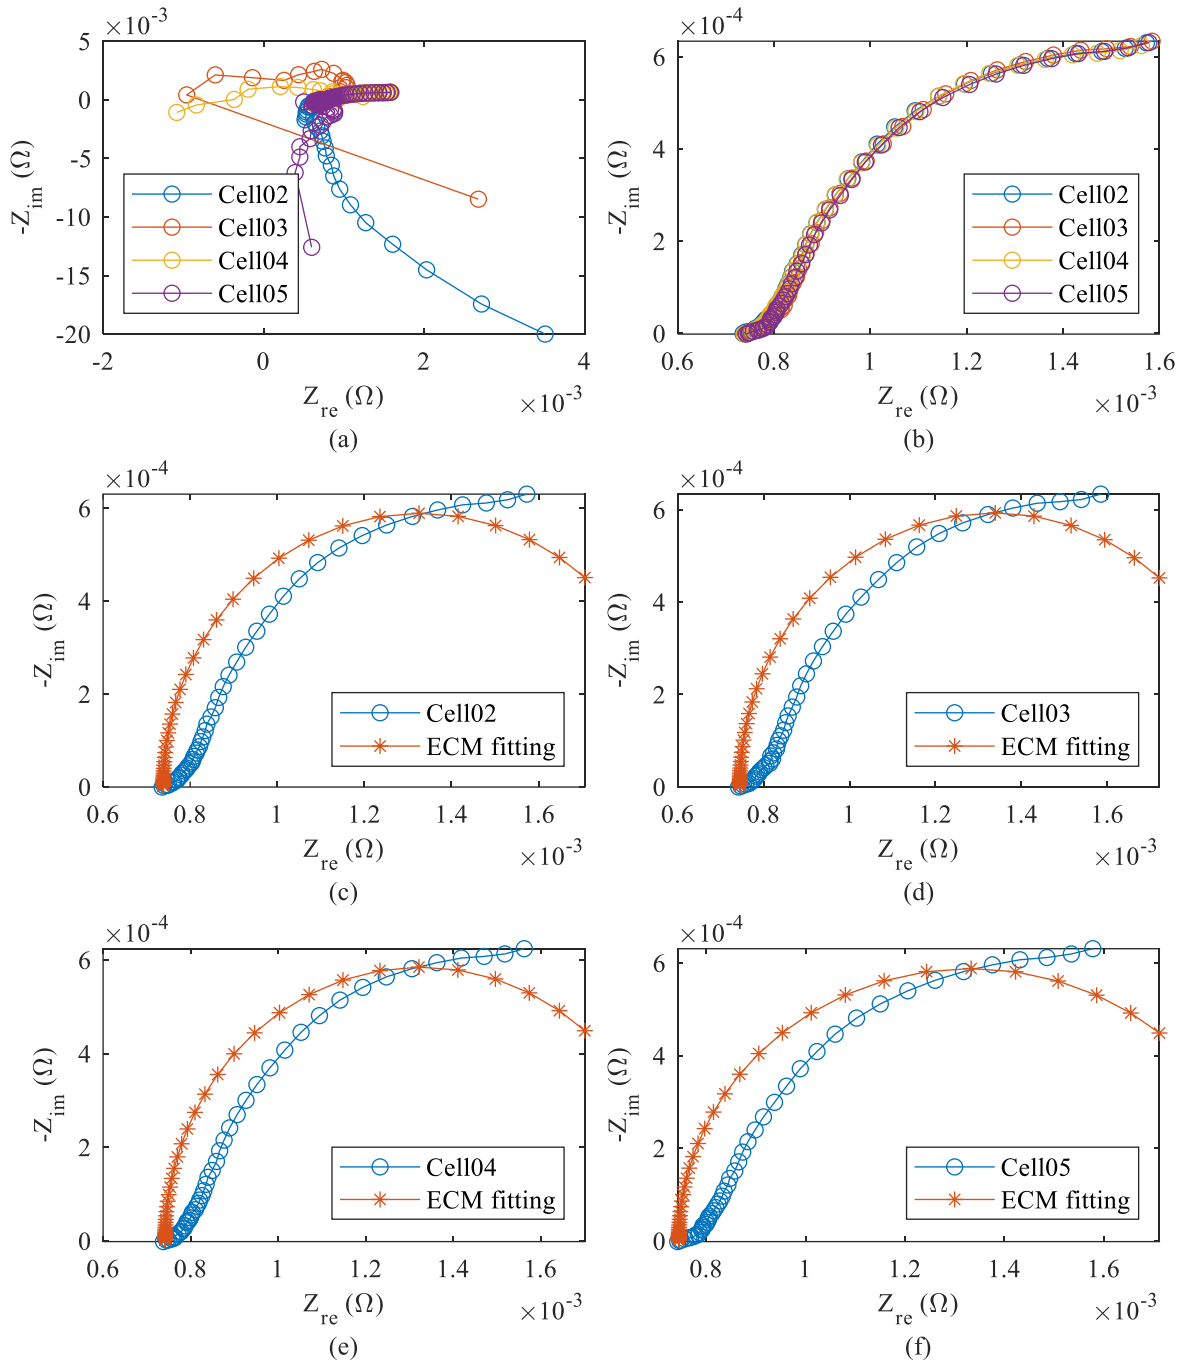 ×10⁻³
5
0
-5
-10
-15
-20
-Z_im (Ω)
Cell02
Cell03
Cell04
Cell05
-2 0 2 4
Z_re (Ω) ×10⁻³
(a)
×10⁻⁴
6
4
2
0
-Z_im (Ω)
Cell02
Cell03
Cell04
Cell05
0.6 0.8 1 1.2 1.4 1.6
Z_re (Ω) ×10⁻³
(b)
×10⁻⁴
6
4
2
0
-Z_im (Ω)
Cell02
ECM fitting
0.6 0.8 1 1.2 1.4 1.6
Z_re (Ω) ×10⁻³
(c)
×10⁻⁴
6
4
2
0
-Z_im (Ω)
Cell03
ECM fitting
0.6 0.8 1 1.2 1.4 1.6
Z_re (Ω) ×10⁻³
(d)
×10⁻⁴
6
4
2
0
-Z_im (Ω)
Cell04
ECM fitting
0.6 0.8 1 1.2 1.4 1.6
Z_re (Ω) ×10⁻³
(e)
×10⁻⁴
6
4
2
0
-Z_im (Ω)
Cell05
ECM fitting
0.8 1 1.2 1.4 1.6
Z_re (Ω) ×10⁻³
(f)